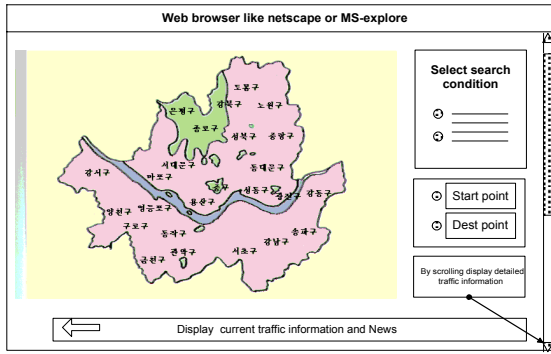 Web browser like netscape or MS-explore
Select search
condition
도봉구
은평구
강북구
노원구
종로구
성북구
중랑구
서대문구
동대문구
강서구
마포구
중구
성동구
광진구
강동구
양천구
영등포구
용산구
구로구
동작구
송파구
강남구
서초구
관악구
금천구
Start point
Dest point
By scrolling display detailed
traffic information
Display current traffic information and News